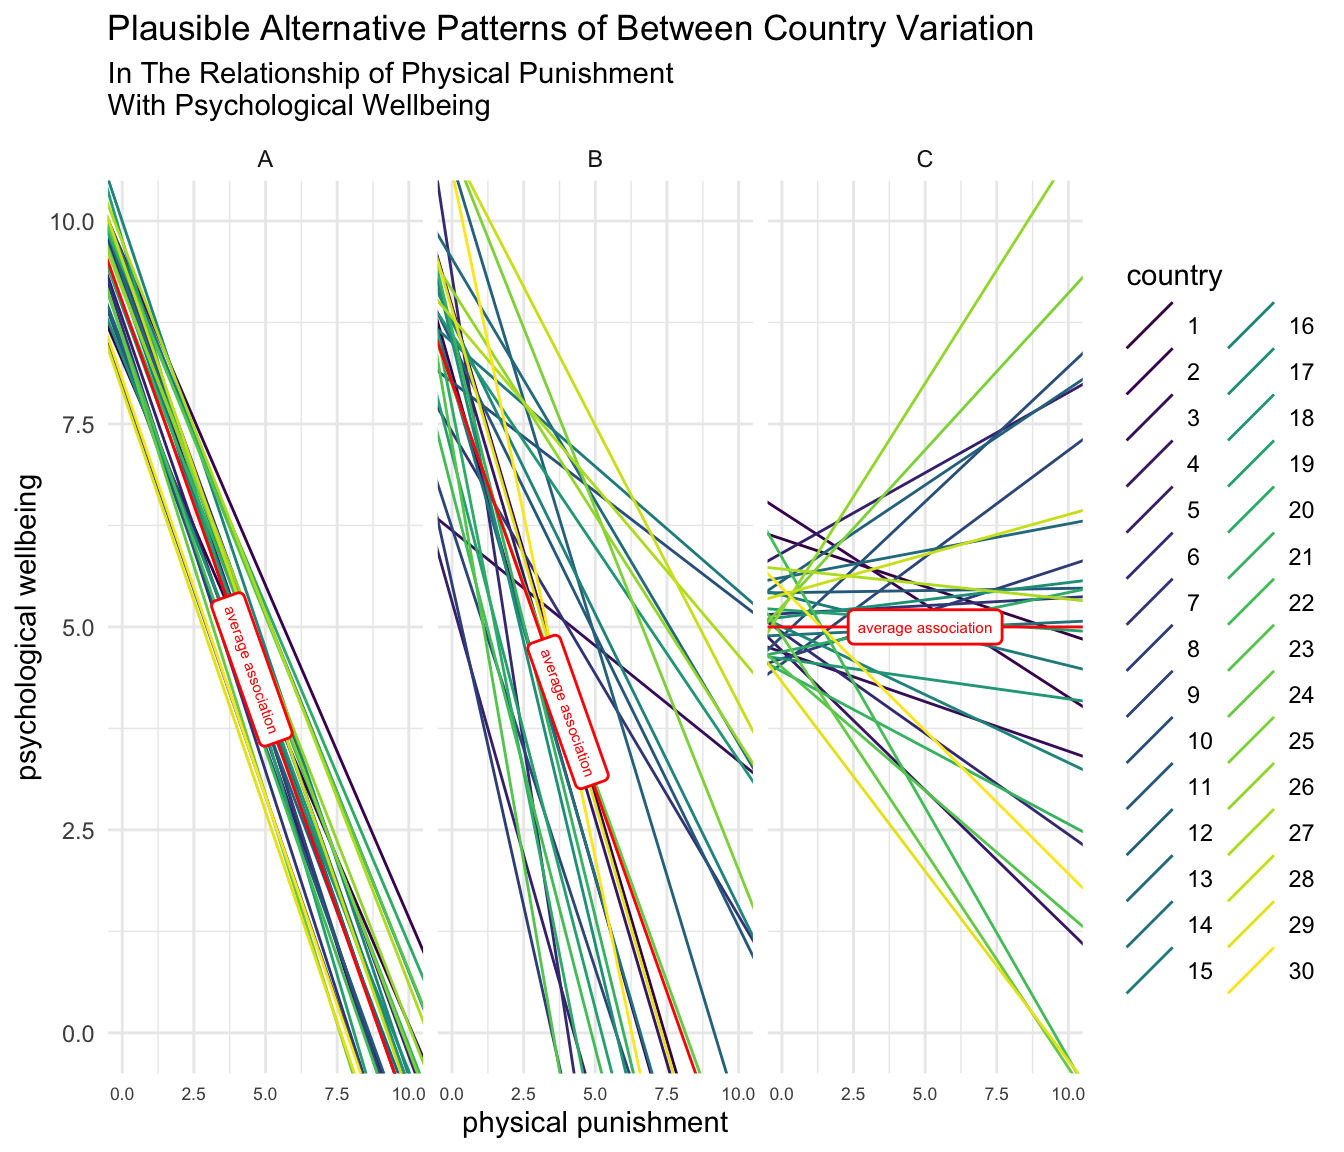 Plausible Alternative Patterns of Between Country Variation
In The Relationship of Physical Punishment
With Psychological Wellbeing
A
B
C
10.0
7.5
5.0
2.5
0.0
psychological wellbeing
average association
average association
average association
0.0 2.5 5.0 7.5 10.0
0.0 2.5 5.0 7.5 10.0
0.0 2.5 5.0 7.5 10.0
physical punishment
country
1
2
3
4
5
6
7
8
9
10
11
12
13
14
15
16
17
18
19
20
21
22
23
24
25
26
27
28
29
30